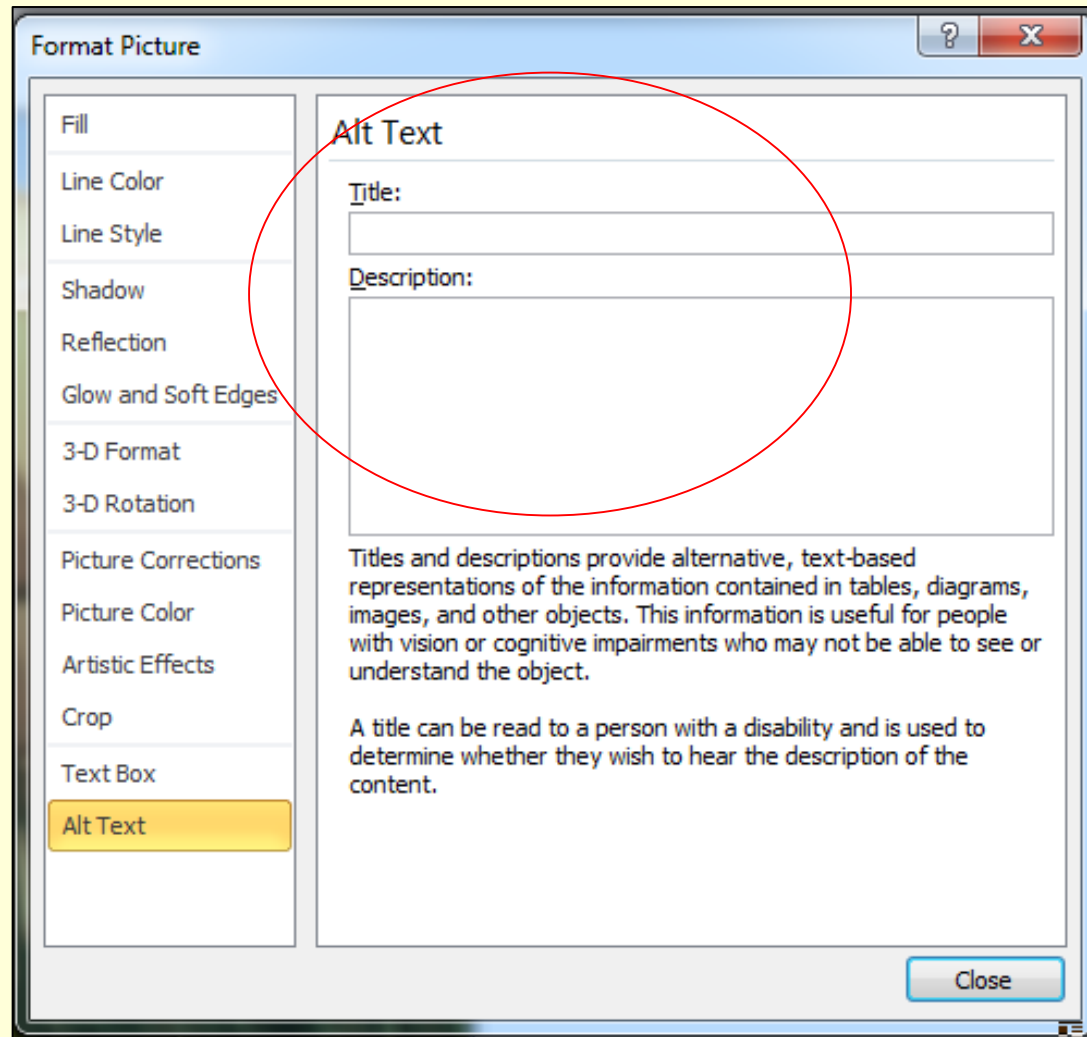 Format Picture
Fill
Line Color
Line Style
Shadow
Reflection
Glow and Soft Edges
3-D Format
3-D Rotation
Picture Corrections
Picture Color
Artistic Effects
Crop
Text Box
Alt Text
Alt Text
Title:
Description:
Titles and descriptions provide alternative, text-based
representations of the information contained in tables, diagrams,
images, and other objects. This information is useful for people
with vision or cognitive impairments who may not be able to see or
understand the object.
A title can be read to a person with a disability and is used to
determine whether they wish to hear the description of the
content.
Close